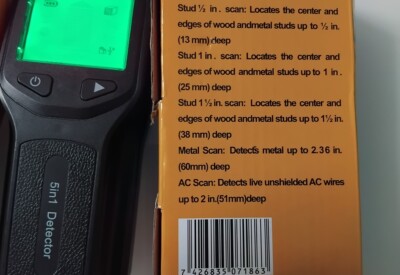 Stud ½ in. scan: Locates the center and
edges of wood andmetal studs up to ½ in.
(13 mm) deep
Stud 1 in. scan: Locates the center and
edges of wood andmetal studs up to 1 in.
(25 mm) deep
Stud 1½ in. scan: Locates the center and
edges of wood andmetal studs up to 1½ in.
(38 mm) deep
Metal Scan: Detects metal up to 2.36 in.
(60mm) deep
AC Scan: Detects live unshielded AC wires
up to 2 in.(51mm)deep
7 426835 071863
5in1 Detector